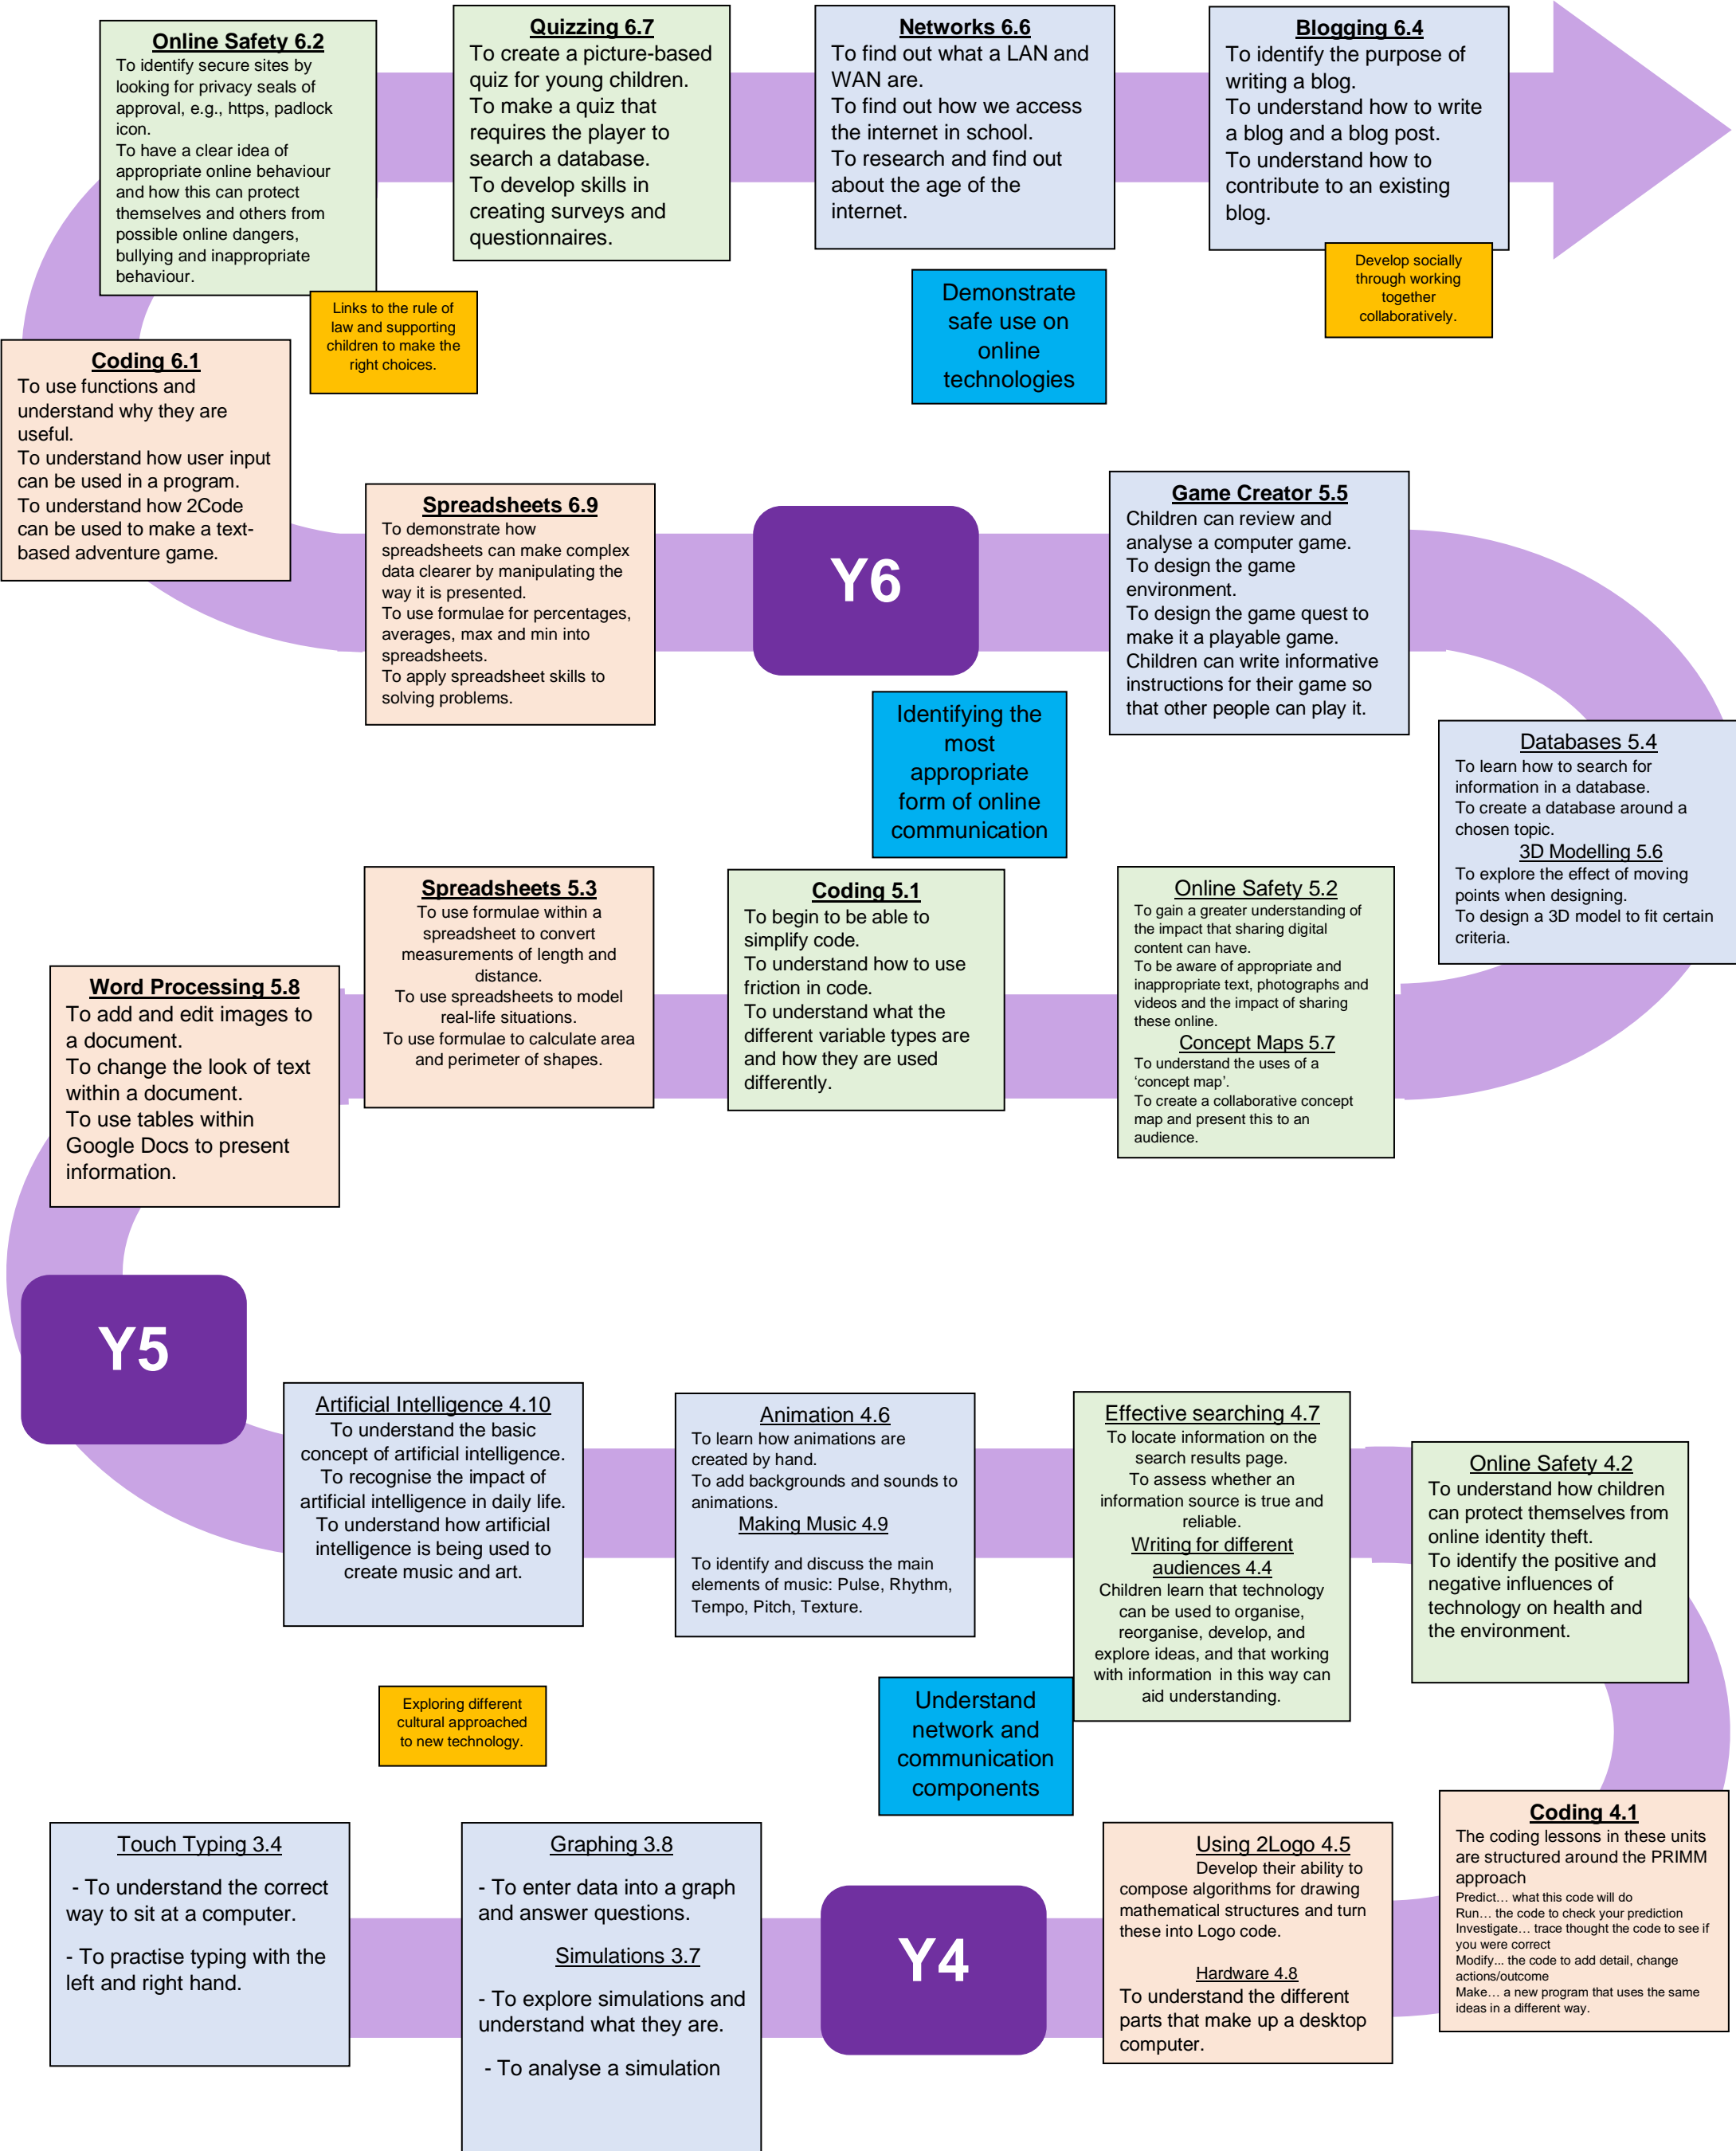 Online Safety 6.2
To identify secure sites by
looking for privacy seals of
approval, e.g., https, padlock
icon.
To have a clear idea of
appropriate online behaviour
and how this can protect
themselves and others from
possible online dangers,
bullying and inappropriate
behaviour.
Quizzing 6.7
To create a picture-based
quiz for young children.
To make a quiz that
requires the player to
search a database.
To develop skills in
creating surveys and
questionnaires.
Networks 6.6
To find out what a LAN and
WAN are.
To find out how we access
the internet in school.
To research and find out
about the age of the
internet.
Blogging 6.4
To identify the purpose of
writing a blog.
To understand how to write
a blog and a blog post.
To understand how to
contribute to an existing
blog.
Links to the rule of
law and supporting
children to make the
right choices.
Demonstrate
safe use on
online
technologies
Develop socially
through working
together
collaboratively.
Coding 6.1
To use functions and
understand why they are
useful.
To understand how user input
can be used in a program.
To understand how 2Code
can be used to make a text-
based adventure game.
Spreadsheets 6.9
To demonstrate how
spreadsheets can make complex
data clearer by manipulating the
way it is presented.
To use formulae for percentages,
averages, max and min into
spreadsheets.
To apply spreadsheet skills to
solving problems.
Y6
Game Creator 5.5
Children can review and
analyse a computer game.
To design the game
environment.
To design the game quest to
make it a playable game.
Children can write informative
instructions for their game so
that other people can play it.
Identifying the
most
appropriate
form of online
communication
Databases 5.4
To learn how to search for
information in a database.
To create a database around a
chosen topic.
3D Modelling 5.6
To explore the effect of moving
points when designing.
To design a 3D model to fit certain
criteria.
Word Processing 5.8
To add and edit images to
a document.
To change the look of text
within a document.
To use tables within
Google Docs to present
information.
Spreadsheets 5.3
To use formulae within a
spreadsheet to convert
measurements of length and
distance.
To use spreadsheets to model
real-life situations.
To use formulae to calculate area
and perimeter of shapes.
Coding 5.1
To begin to be able to
simplify code.
To understand how to use
friction in code.
To understand what the
different variable types are
and how they are used
differently.
Online Safety 5.2
To gain a greater understanding of
the impact that sharing digital
content can have.
To be aware of appropriate and
inappropriate text, photographs and
videos and the impact of sharing
these online.
Concept Maps 5.7
To understand the uses of a
‘concept map’.
To create a collaborative concept
map and present this to an
audience.
Y5
Artificial Intelligence 4.10
To understand the basic
concept of artificial intelligence.
To recognise the impact of
artificial intelligence in daily life.
To understand how artificial
intelligence is being used to
create music and art.
Animation 4.6
To learn how animations are
created by hand.
To add backgrounds and sounds to
animations.
Making Music 4.9
To identify and discuss the main
elements of music: Pulse, Rhythm,
Tempo, Pitch, Texture.
Effective searching 4.7
To locate information on the
search results page.
To assess whether an
information source is true and
reliable.
Writing for different
audiences 4.4
Children learn that technology
can be used to organise,
reorganise, develop, and
explore ideas, and that working
with information in this way can
aid understanding.
Online Safety 4.2
To understand how children
can protect themselves from
online identity theft.
To identify the positive and
negative influences of
technology on health and
the environment.
Exploring different
cultural approached
to new technology.
Understand
network and
communication
components
Touch Typing 3.4
- To understand the correct
way to sit at a computer.
- To practise typing with the
left and right hand.
Graphing 3.8
- To enter data into a graph
and answer questions.
Simulations 3.7
- To explore simulations and
understand what they are.
- To analyse a simulation
Y4
Using 2Logo 4.5
Develop their ability to
compose algorithms for drawing
mathematical structures and turn
these into Logo code.
Hardware 4.8
To understand the different
parts that make up a desktop
computer.
Coding 4.1
The coding lessons in these units
are structured around the PRIMM
approach
Predict… what this code will do
Run… the code to check your prediction
Investigate… trace thought the code to see if
you were correct
Modify... the code to add detail, change
actions/outcome
Make… a new program that uses the same
ideas in a different way.